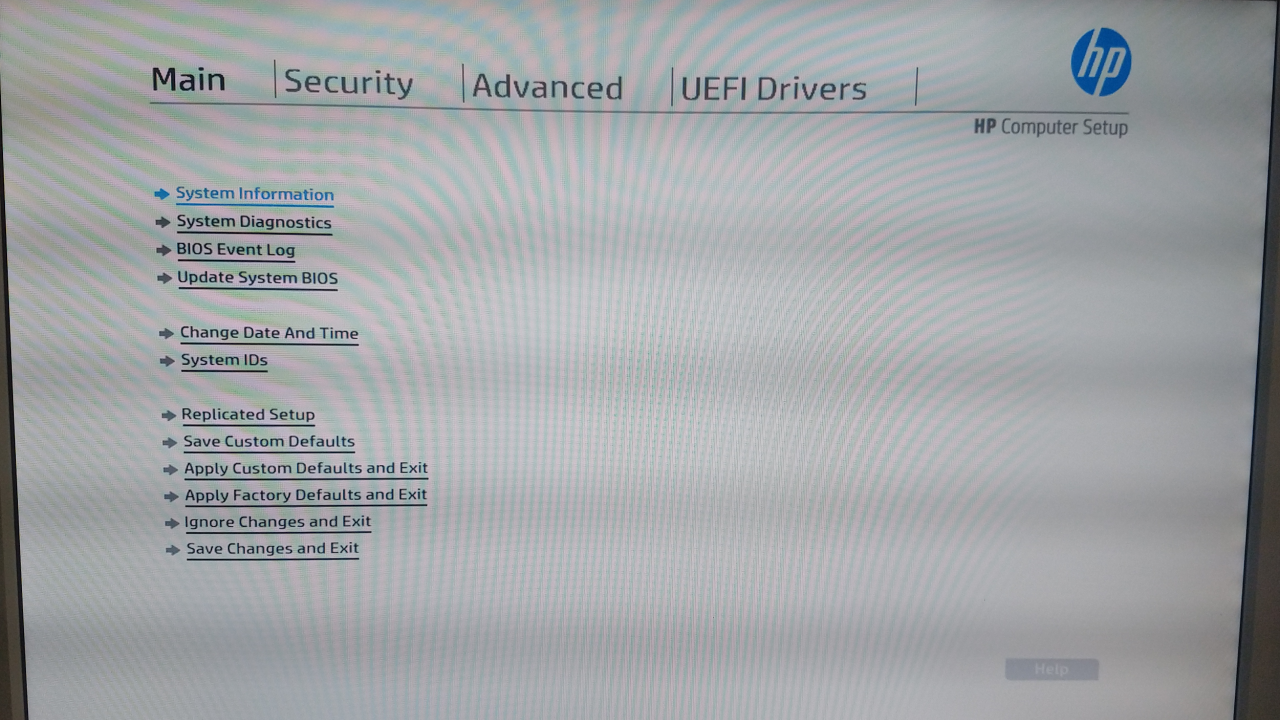 hp
Main Security Advanced UEFI Drivers
HP Computer Setup
System Information
System Diagnostics
BIOS Event Log
Update System BIOS
Change Date And Time
System IDs
Replicated Setup
Save Custom Defaults
Apply Custom Defaults and Exit
Apply Factory Defaults and Exit
Ignore Changes and Exit
Save Changes and Exit
Help